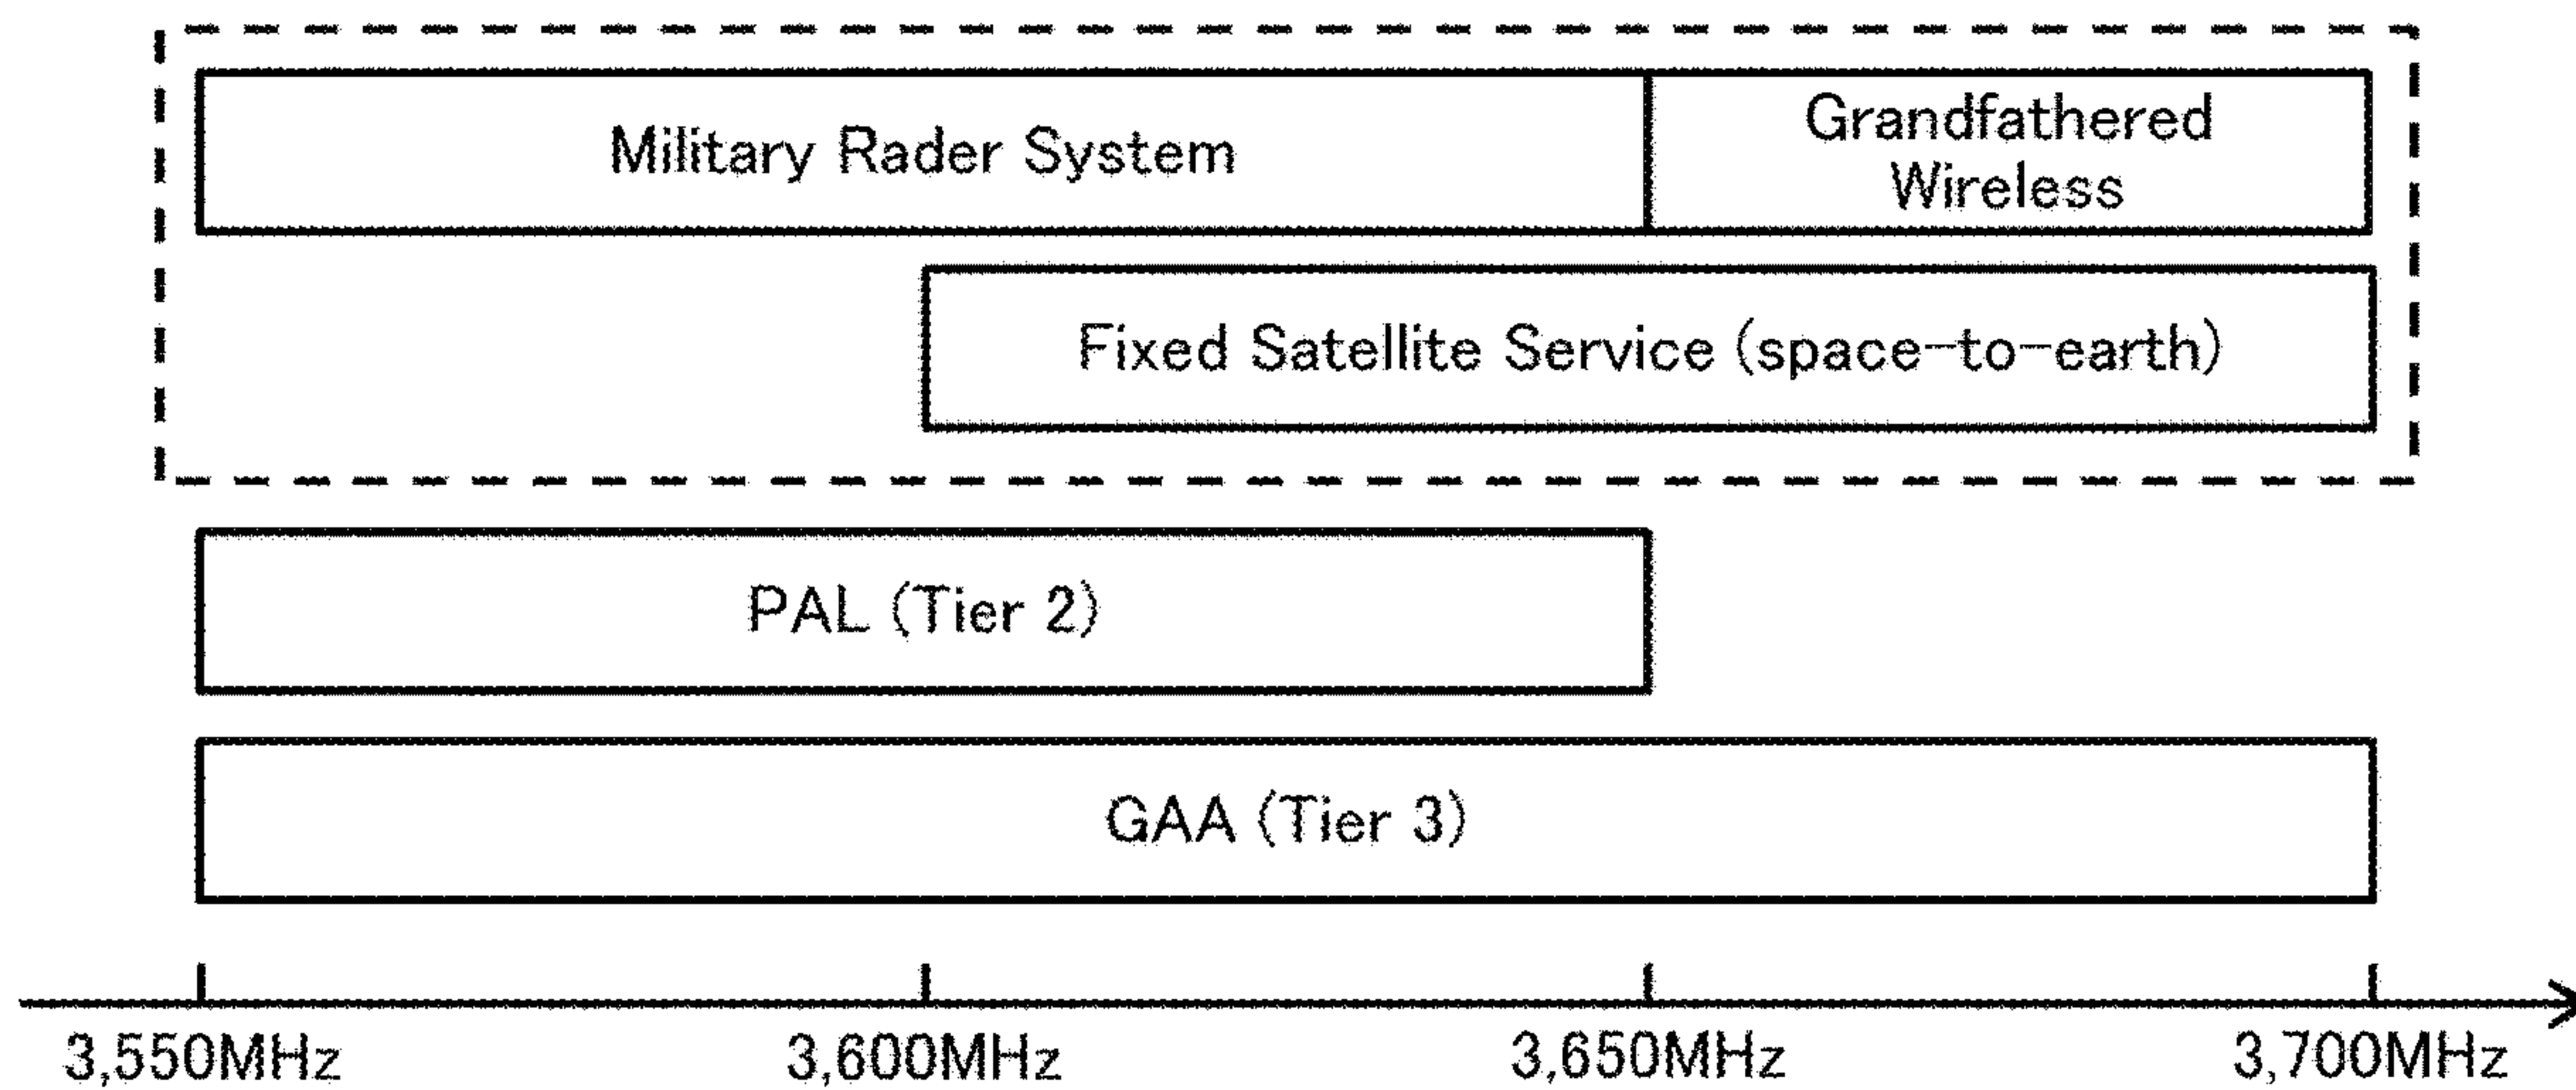 Military Rader System
Grandfathered
Wireless
Fixed Satellite Service (space-to-earth)
PAL (Tier 2)
GAA (Tier 3)
3,550MHz
3,600MHz
3,650MHz
3,700MHz